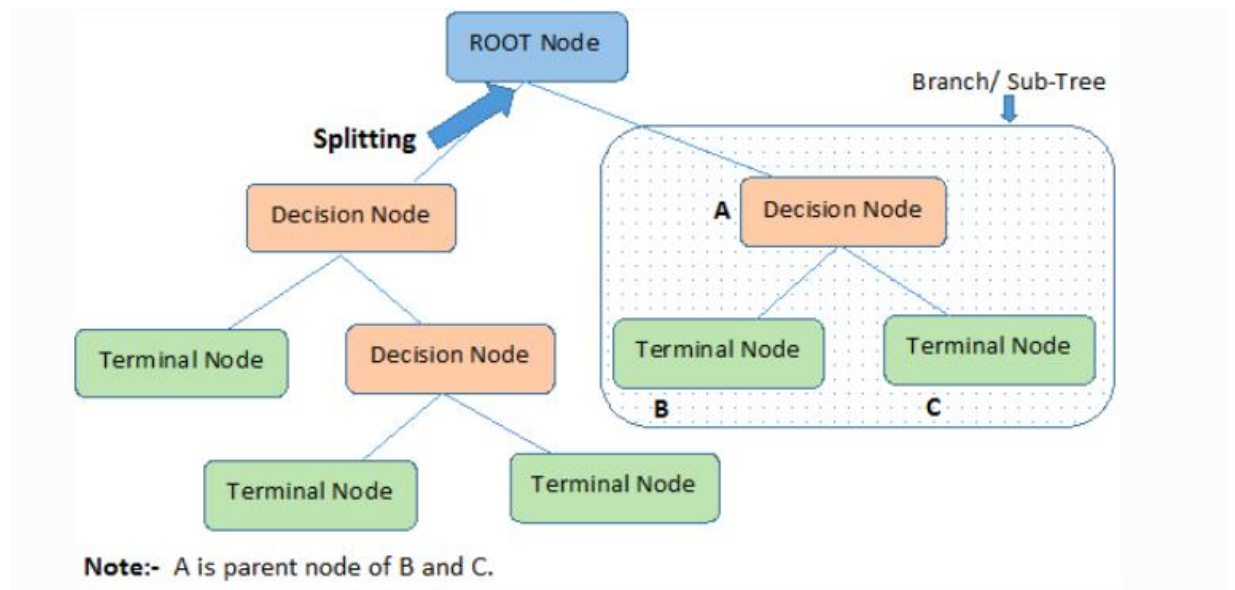 ROOT Node
Branch/ Sub-Tree
Splitting
Decision Node
A
Decision Node
Terminal Node
Decision Node
Terminal Node
Terminal Node
B
C
Terminal Node
Terminal Node
Note:- A is parent node of B and C.